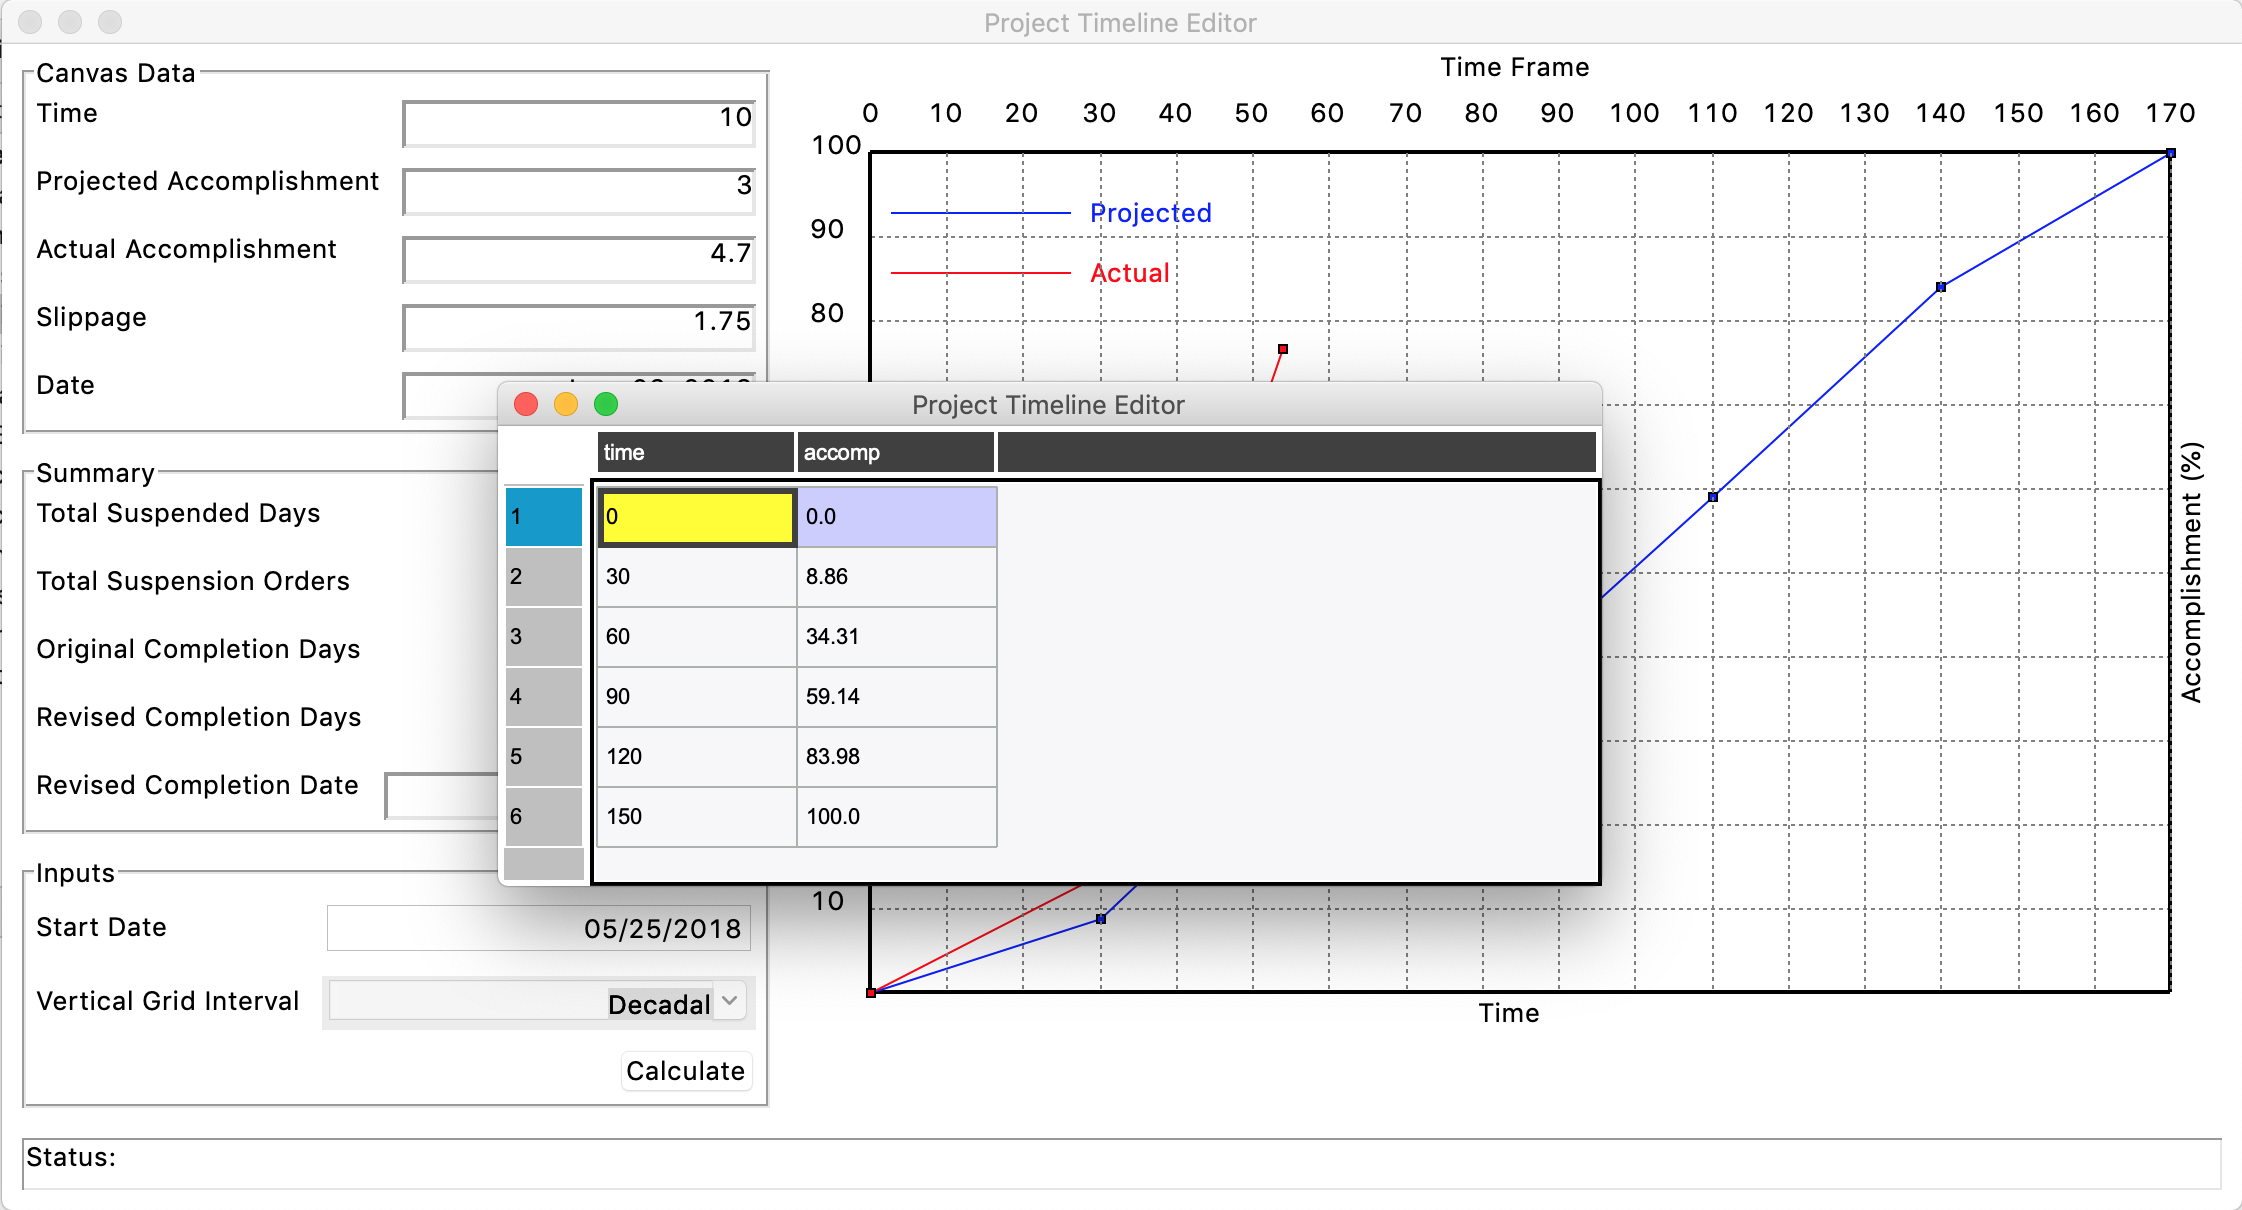 Project Timeline Editor
Canvas Data
Time 10
Projected Accomplishment 3
Actual Accomplishment 4.7
Slippage 1.75
Date
Summary
Total Suspended Days
Total Suspension Orders
Original Completion Days
Revised Completion Days
Revised Completion Date
Inputs
Start Date 05/25/2018
Vertical Grid Interval Decadal
Calculate
Status:
Time Frame
0 10 20 30 40 50 60 70 80 90 100 110 120 130 140 150 160 170
100
90
80
10
Projected
Actual
Accomplishment (%)
Time
Project Timeline Editor
time accomp
1 0 0.0
2 30 8.86
3 60 34.31
4 90 59.14
5 120 83.98
6 150 100.0